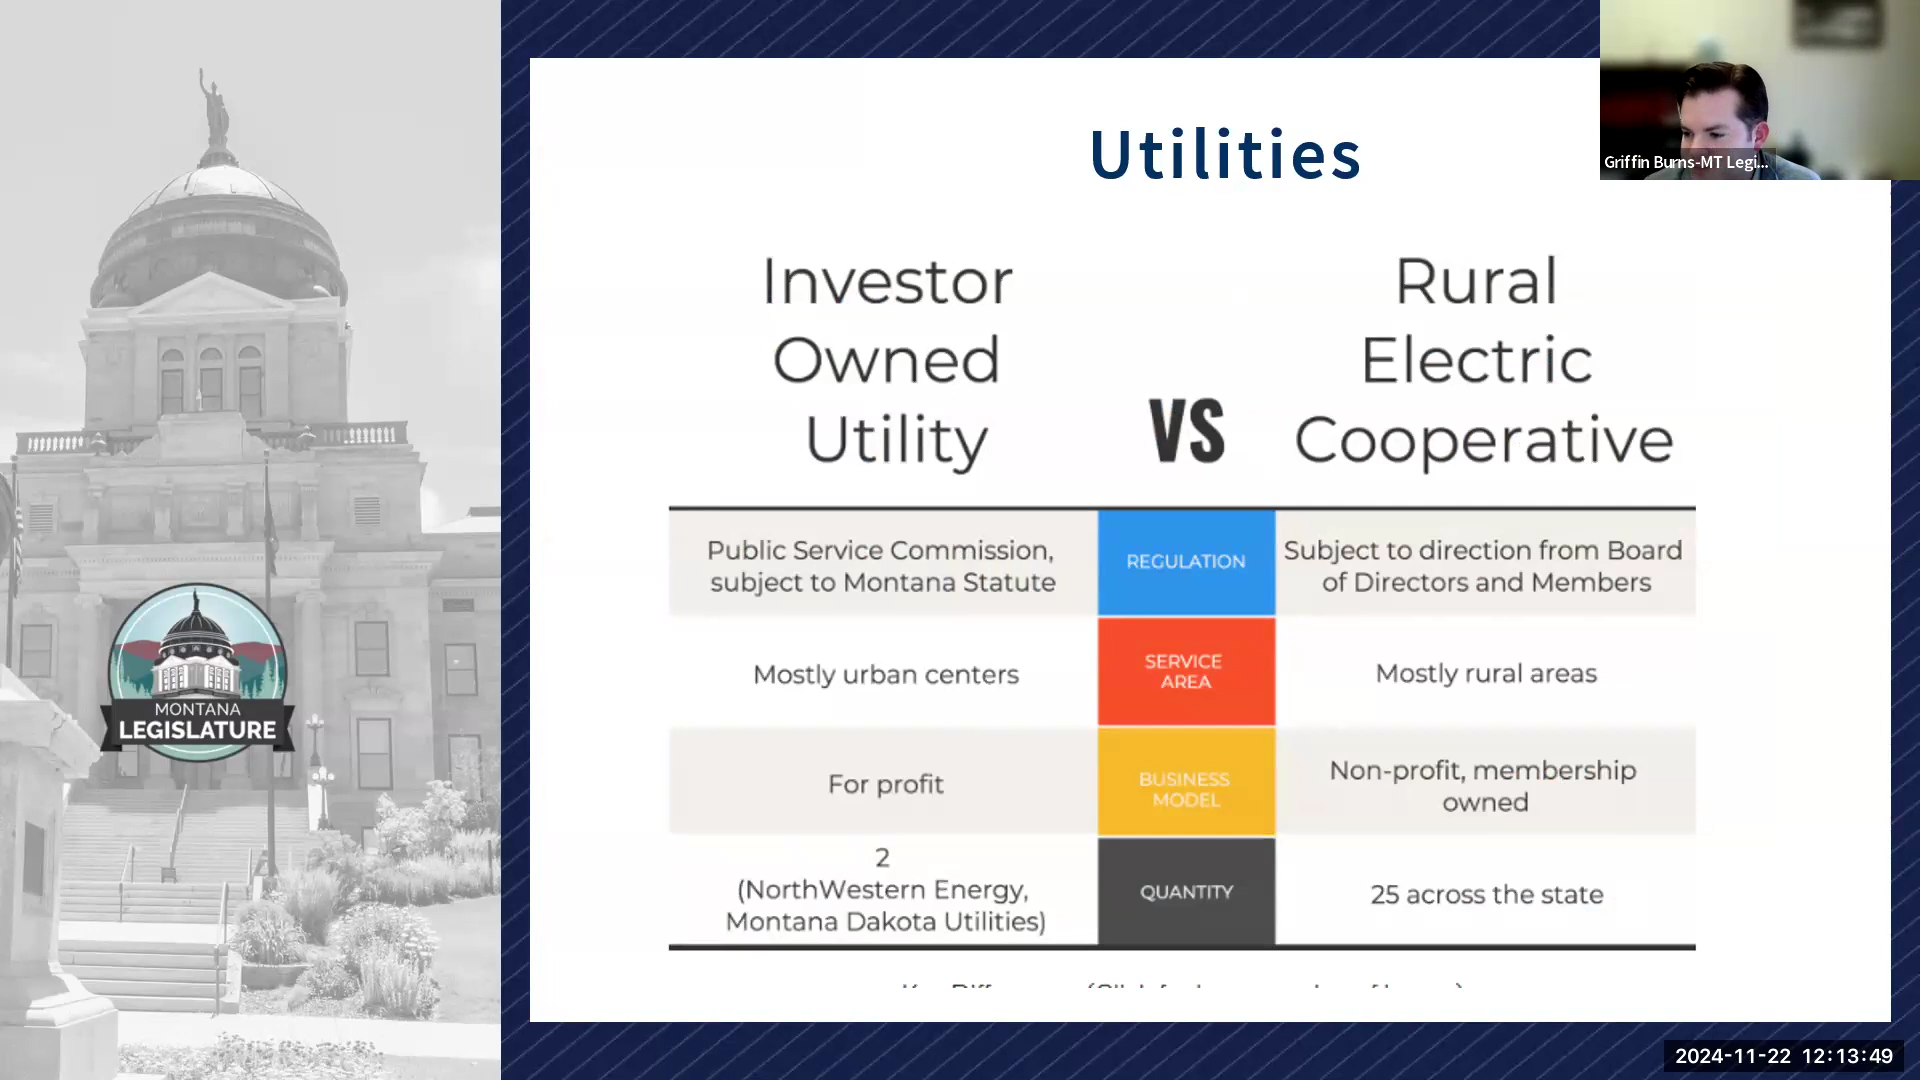 Utilities
Griffin Burns-MT Legi...
Investor
Owned
Utility
VS
Rural
Electric
Cooperative
Public Service Commission,
subject to Montana Statute
REGULATION
Subject to direction from Board
of Directors and Members
Mostly urban centers
SERVICE
AREA
Mostly rural areas
For profit
BUSINESS
MODEL
Non-profit, membership
owned
2
(NorthWestern Energy,
Montana Dakota Utilities)
QUANTITY
25 across the state
MONTANA
LEGISLATURE
2024-11-22 12:13:49